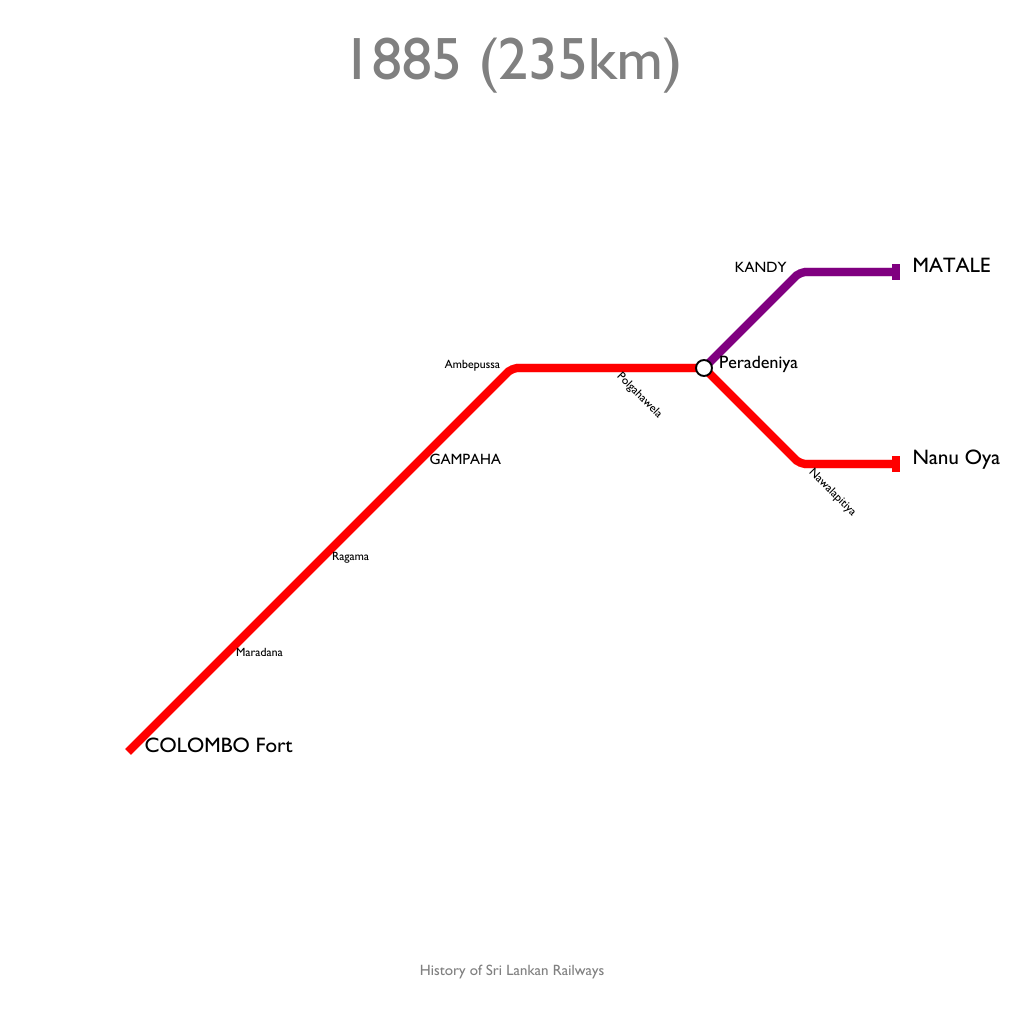 1885 (235km)
KANDY
MATALE
Ambepussa
Peradeniya
Polgahawela
GAMPAHA
Nanu Oya
Nawalapitiya
Ragama
Maradana
COLOMBO Fort
History of Sri Lankan Railways